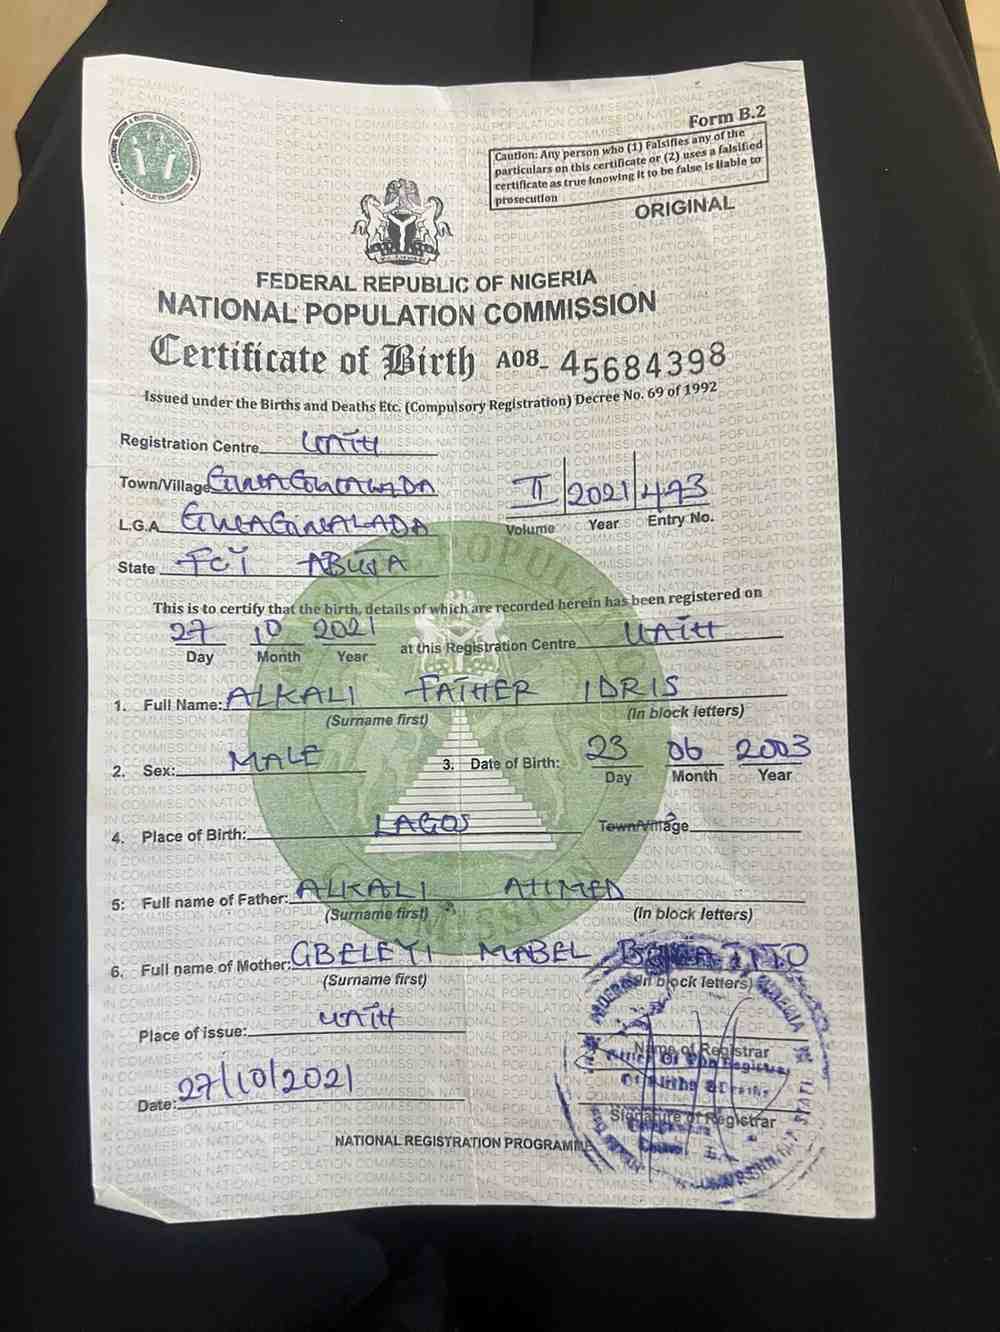 Form B.2
Caution: Any person who (1) Falsifies any of the
particulars on this certificate or (2) uses a falsified
certificate as true knowing it to be false is liable to
prosecution
ORIGINAL
FEDERAL REPUBLIC OF NIGERIA
NATIONAL POPULATION COMMISSION
Certificate of Birth A08- 45684398
Issued under the Births and Deaths Etc. (Compulsory Registration) Decree No. 69 of 1992
Registration Centre UATH
Town/Village GWAGWALADA
II 2021 473
Volume Year Entry No.
L.G.A GWAGWALADA
State FCT ABUJA
This is to certify that the birth, details of which are recorded herein has been registered on
27 10 2021 at this Registration Centre UATH
Day Month Year
1. Full Name: ALKALI FATHER IDRIS
(Surname first) (In block letters)
2. Sex: MALE 3. Date of Birth: 23 06 2003
Day Month Year
4. Place of Birth: LAGOS Town/Village
5: Full name of Father: ALKALI AHMED
(Surname first) (In block letters)
6. Full name of Mother: GBELEYI MABEL
(Surname first) (In block letters)
Place of issue: UATH
Name of Registrar
Date: 27/10/2021
Signature of Registrar
NATIONAL REGISTRATION PROGRAMME